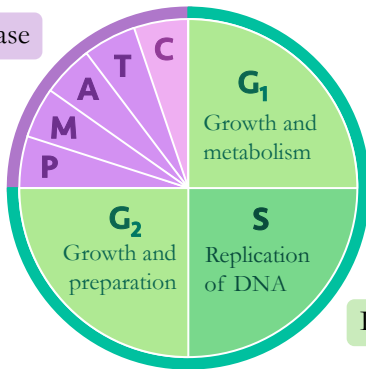 ase
C
T
A
M
P
G₁
Growth and
metabolism
G₂
Growth and
preparation
S
Replication
of DNA